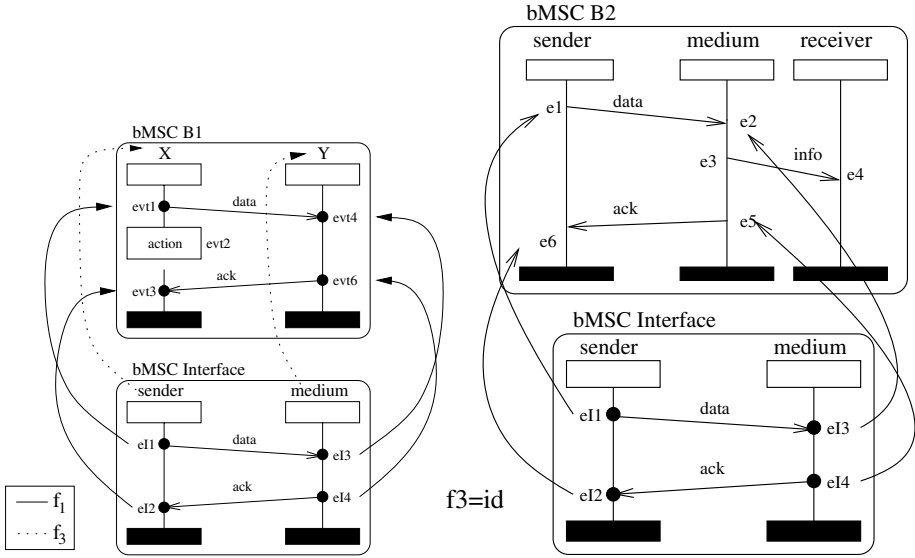 bMSC B1
X Y
evt1 data evt4
action evt2
evt3 ack evt6
bMSC Interface
sender medium
eI1 data eI3
eI2 ack eI4
f1
f3
bMSC B2
sender medium receiver
e1 data e2
e3 info e4
ack e5
e6
bMSC Interface
sender medium
eI1 data eI3
eI2 ack eI4
f3=id